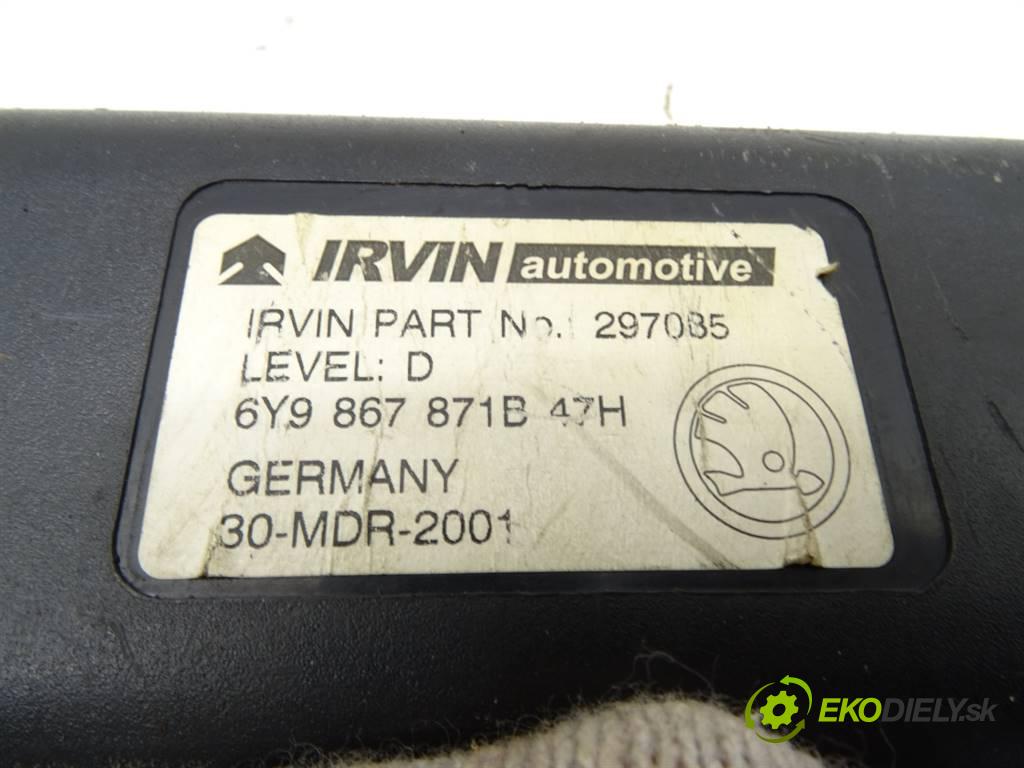 IRVIN automotive
IRVIN PART No. 297085
LEVEL: D
6Y9 867 871B 47H
GERMANY
30-MDR-2001
EKODIELY.sk